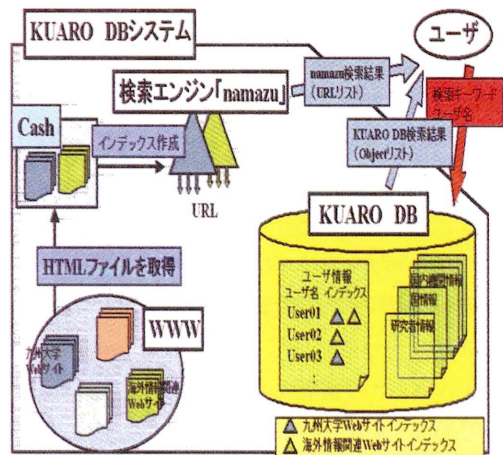 KUARO DBシステム
ユーザ
検索エンジン「namazu」
namazu検索結果
(URLリスト)
検索キーワード
ユーザ名
Cash
インデックス作成
KUARO DB検索結果
(Objectリスト)
URL
KUARO DB
HTMLファイルを取得
ユーザ情報
ユーザ名 インデックス
User01
User02
User03
:
国内機関情報
国情報
研究者情報
WWW
九州大学
Webサイト
海外情報関連
Webサイト
九州大学Webサイトインデックス
海外情報関連Webサイトインデックス